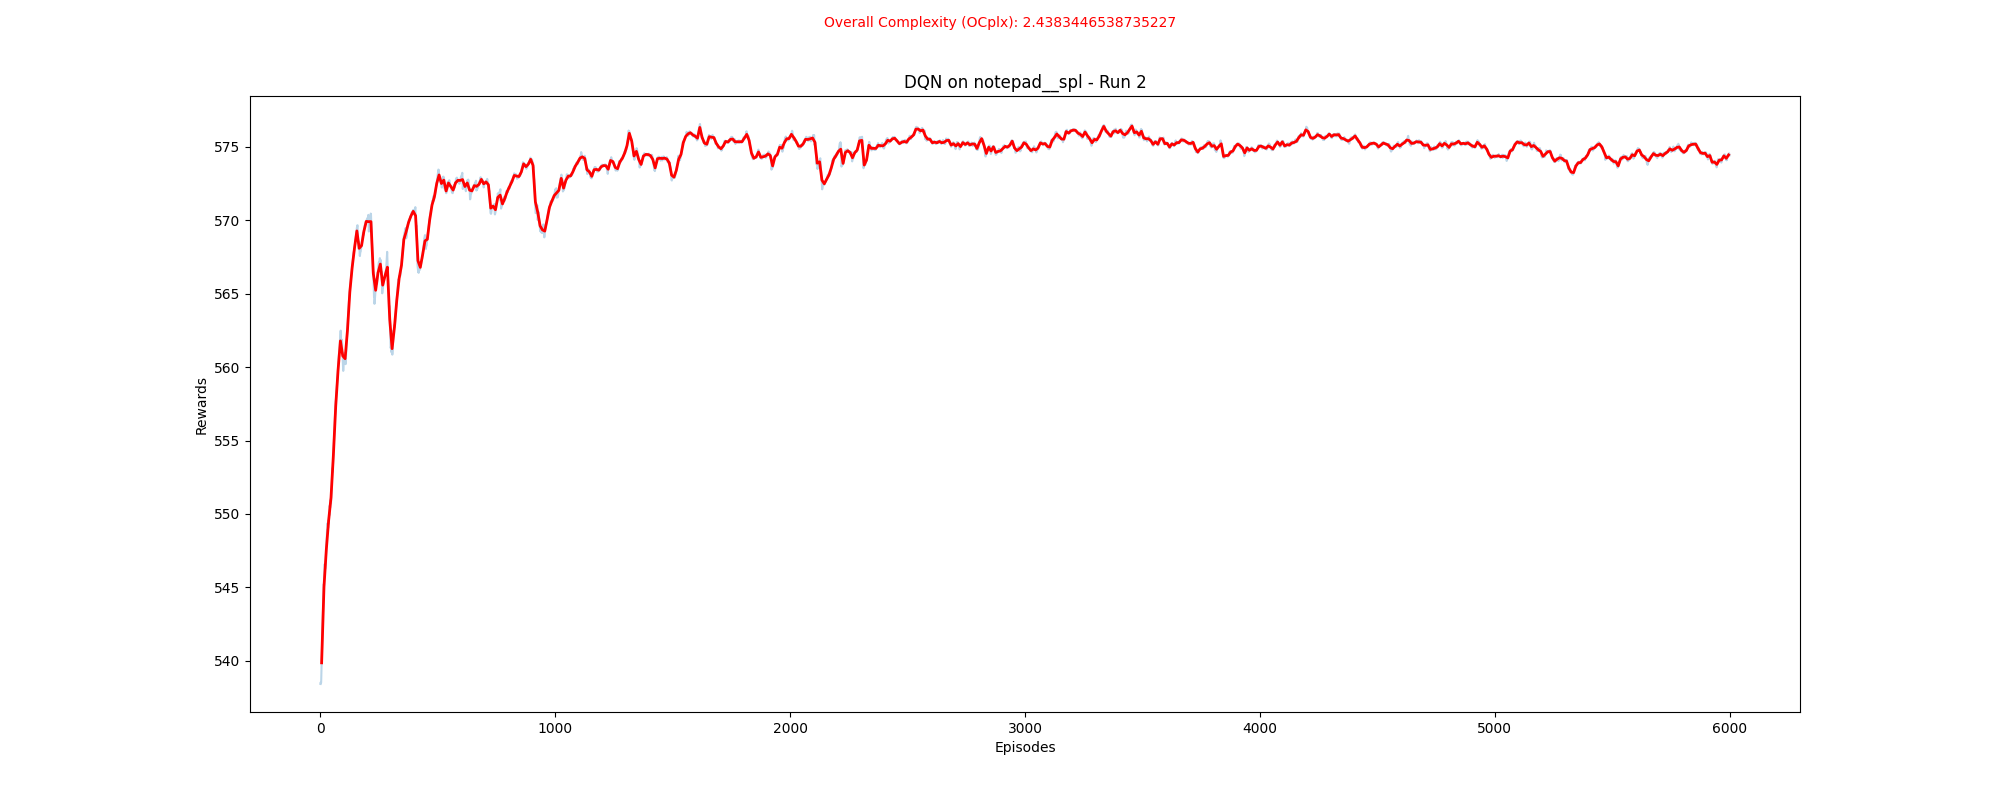 Overall Complexity (OCplx): 2.4383446538735227
DQN on notepad__spl - Run 2
575
570
565
560
555
550
545
540
Rewards
0 1000 2000 3000 4000 5000 6000
Episodes